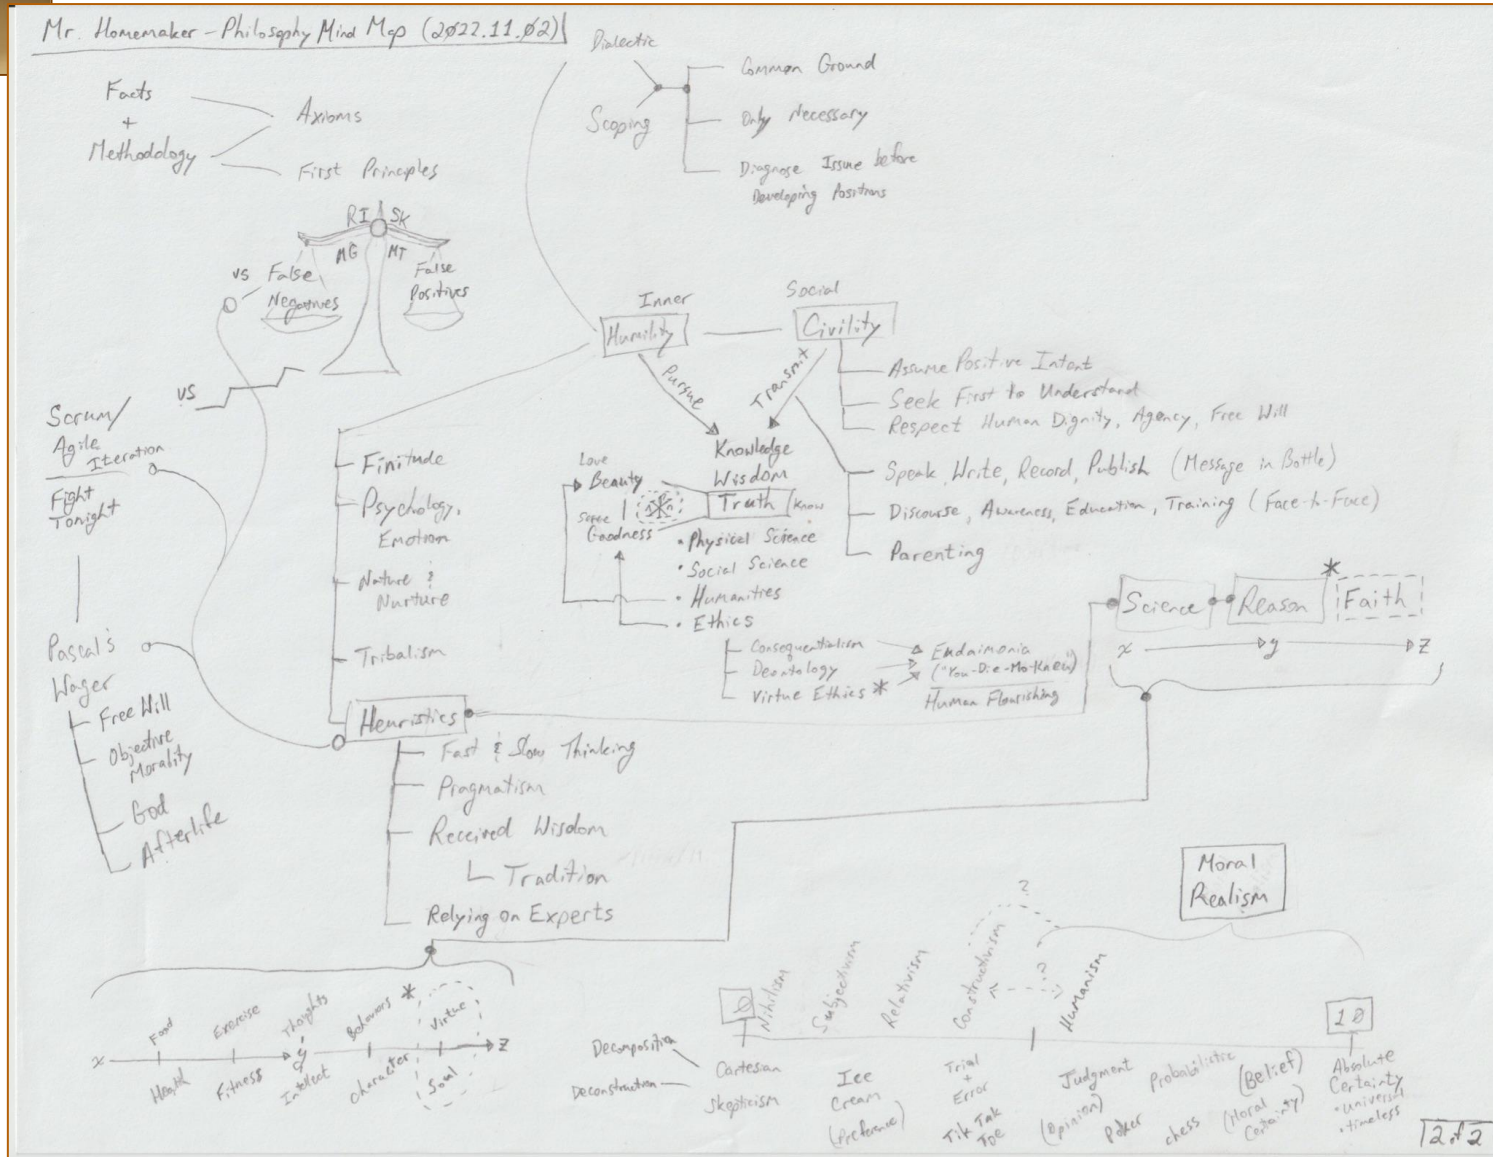 Mr. Homemaker - Philosophy Mind Map (2022.11.02)
Facts
+
Methodology
Axioms
First Principles
Dialectic
Scoping
Common Ground
Only Necessary
Diagnose Issue before
Developing Positions
RI SK
MG MT
vs False
Negatives
False
Positives
vs
Scrum/
Agile
Iteration
Fight
Tonight
Pascal's
Wager
Free Will
Objective
Morality
God
Afterlife
Inner
Humility
Social
Civility
Pursue
Transmit
Assume Positive Intent
Seek First to Understand
Respect Human Dignity, Agency, Free Will
Speak, Write, Record, Publish (Message in Bottle)
Discourse, Awareness, Education, Training (Face-to-Face)
Parenting
Knowledge
Wisdom
Truth (Know
Love
Beauty
Goodness
• Physical Science
• Social Science
• Humanities
• Ethics
Consequentialism
Deontology
Virtue Ethics *
Eudaimonia
("You-Die-Mo-Knew)
Human Flourishing
Finitude
Psychology,
Emotion
Nature &
Nurture
Tribalism
Heuristics
Fast & Slow Thinking
Pragmatism
Received Wisdom
Tradition
Relying on Experts
*
Science Reason Faith
x y z
Moral
Realism
Food
Exercise
Thoughts
Behaviors *
Virtue
x y z
Health
Fitness
Intellect
Character
Soul
Nihilism
Subjectivism
Relativism
Constructivism
?
?
Humanism
10
Decomposition
Deconstruction
Cartesian
Skepticism
Ice
Cream
(Preference)
Trial
+
Error
Tik Tak
Toe
Judgment
(Opinion)
Poker
Probabilistic
chess
(Belief)
(Moral
Certainty)
Absolute
Certainty
• universal
• timeless
2 of 2